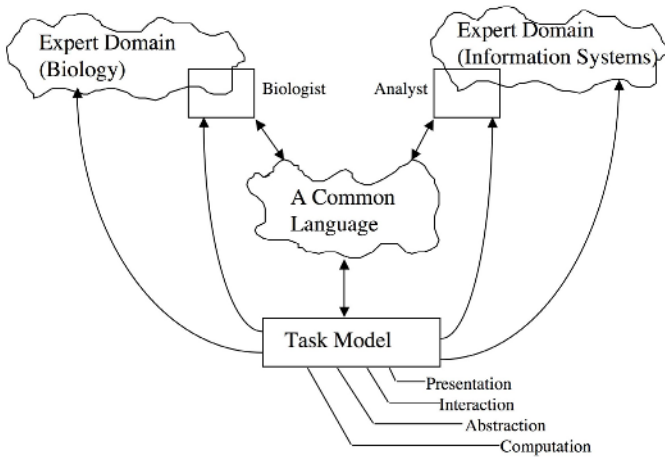 Expert Domain
(Biology)
Expert Domain
(Information Systems)
Biologist
Analyst
A Common
Language
Task Model
Presentation
Interaction
Abstraction
Computation